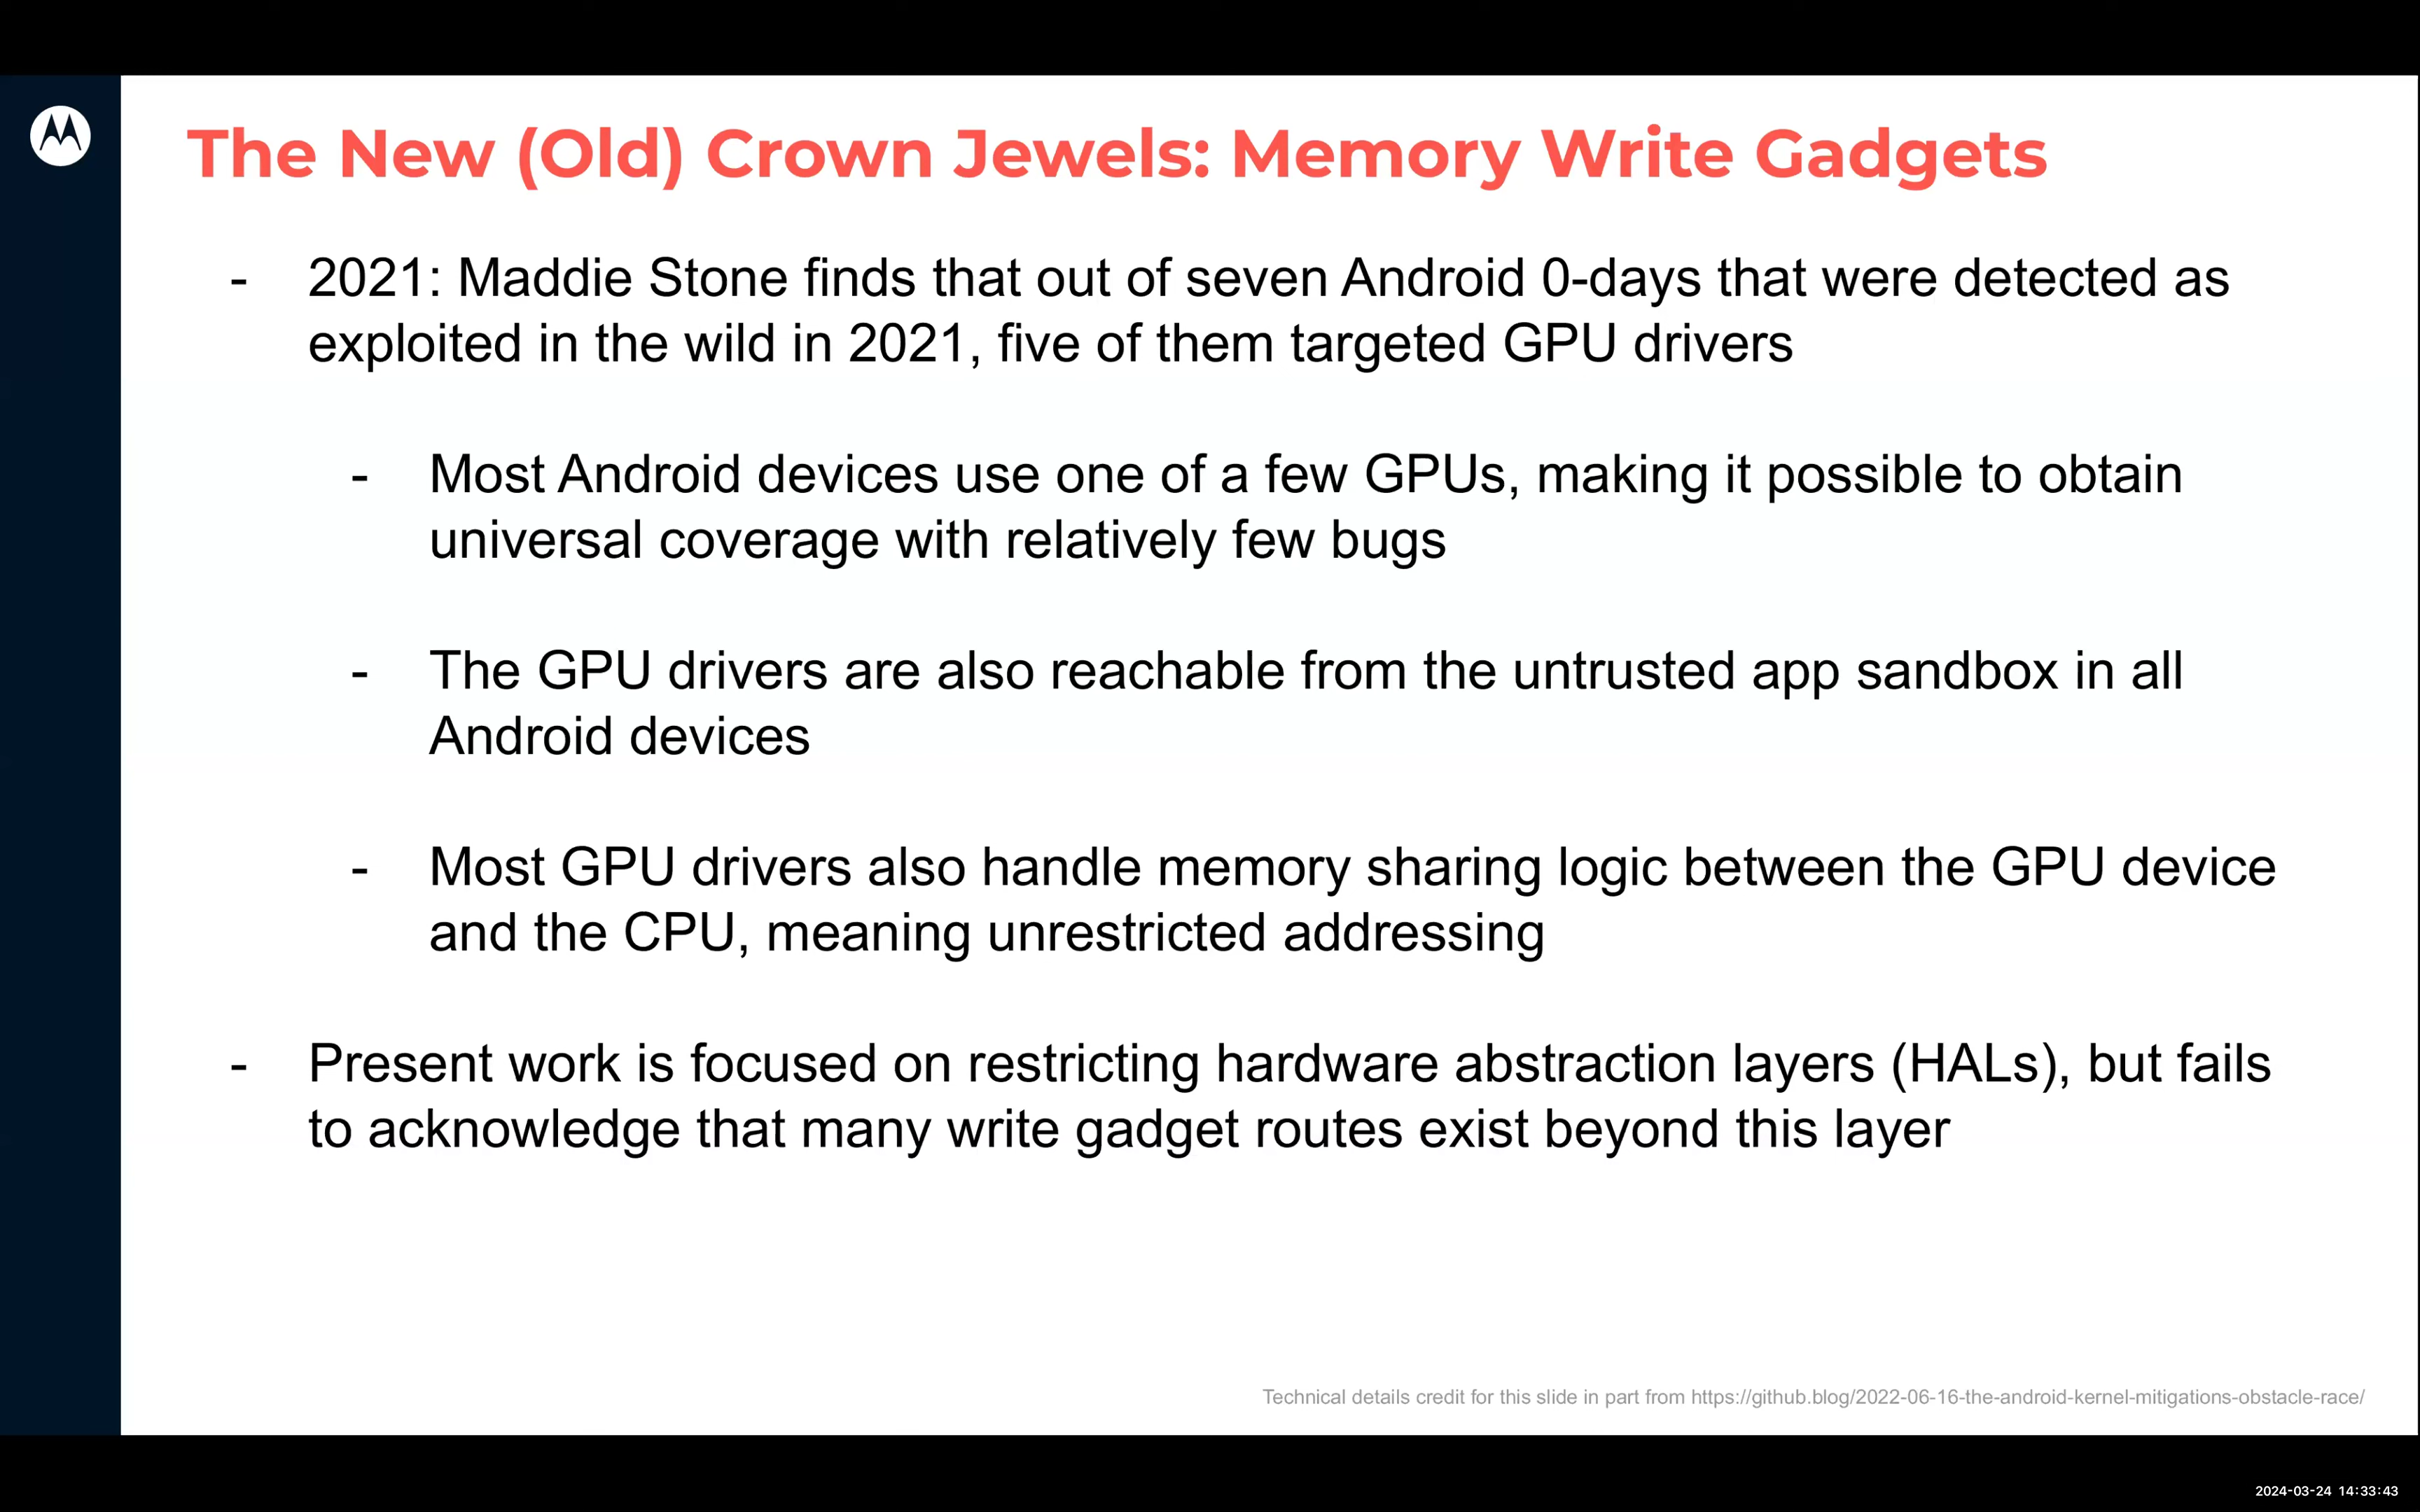 The New (Old) Crown Jewels: Memory Write Gadgets
- 2021: Maddie Stone finds that out of seven Android 0-days that were detected as
exploited in the wild in 2021, five of them targeted GPU drivers
- Most Android devices use one of a few GPUs, making it possible to obtain
universal coverage with relatively few bugs
- The GPU drivers are also reachable from the untrusted app sandbox in all
Android devices
- Most GPU drivers also handle memory sharing logic between the GPU device
and the CPU, meaning unrestricted addressing
- Present work is focused on restricting hardware abstraction layers (HALs), but fails
to acknowledge that many write gadget routes exist beyond this layer
Technical details credit for this slide in part from https://github.blog/2022-06-16-the-android-kernel-mitigations-obstacle-race/
2024-03-24 14:33:43